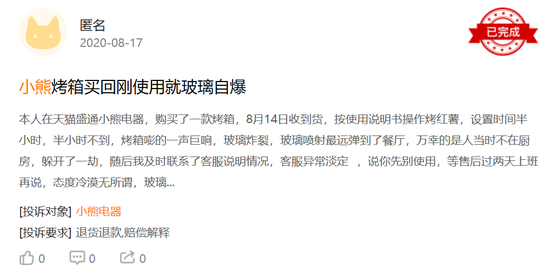 匿名
2020-08-17
已完成
小熊烤箱买回刚使用就玻璃自爆
本人在天猫盛通小熊电器，购买了一款烤箱，8月14日收到货，按使用说明书操作烤红薯，设置时间半
小时，半小时不到，烤箱嘭的一声巨响，玻璃炸裂，玻璃喷射最远弹到了餐厅，万幸的是人当时不在厨
房，躲开了一劫，随后我及时联系了客服说明情况，客服异常淡定 ，说你先别使用，等售后过两天上班
再说，态度冷漠无所谓，玻璃...
[投诉对象] 小熊电器
[投诉要求] 退货退款,赔偿解释
0 0 0